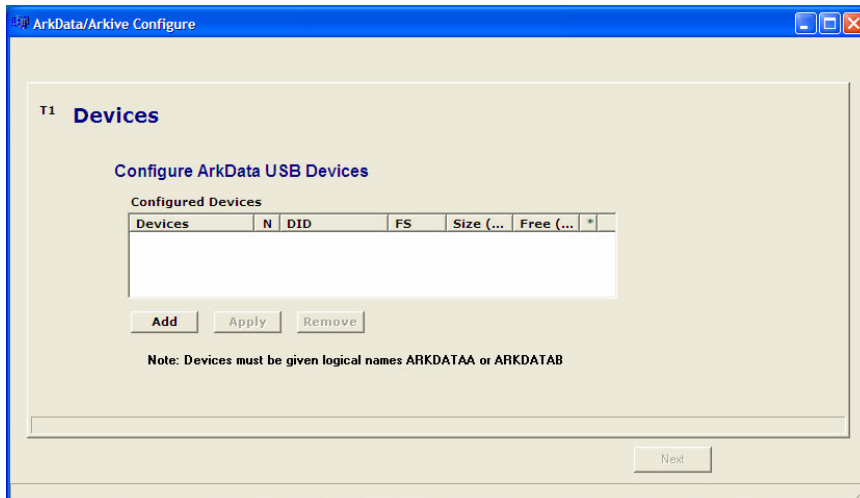 ArkData/Arkive Configure
T1 Devices
Configure ArkData USB Devices
Configured Devices
Devices N DID FS Size (... Free (... *
Add Apply Remove
Note: Devices must be given logical names ARKDATAA or ARKDATAB
Next